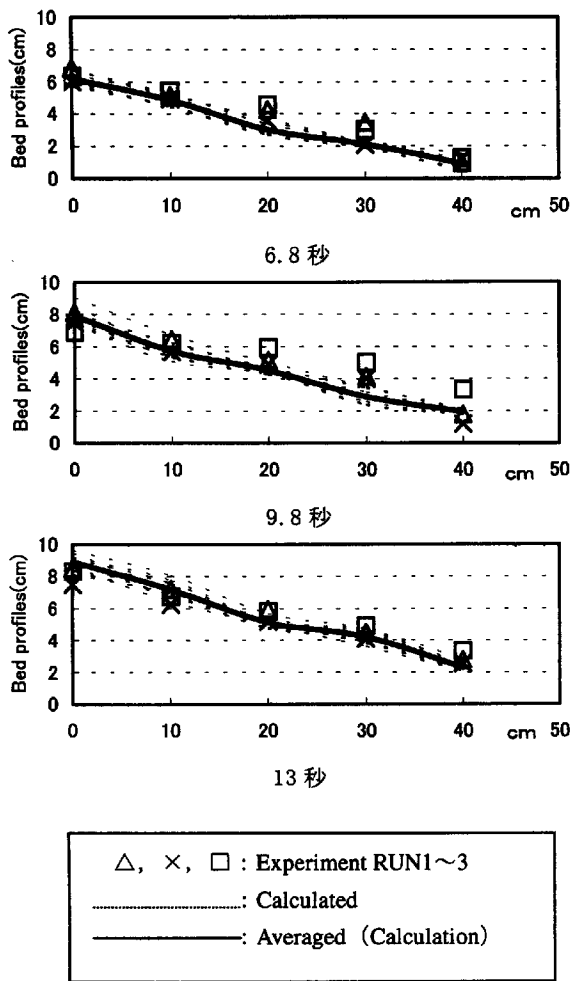 10
8
6
4
2
0
Bed profiles(cm)
0 10 20 30 40 cm 50
6.8 秒
10
8
6
4
2
0
Bed profiles(cm)
0 10 20 30 40 cm 50
9.8 秒
10
8
6
4
2
0
Bed profiles(cm)
0 10 20 30 40 cm 50
13 秒
△, ×, □ : Experiment RUN1～3
: Calculated
: Averaged (Calculation)